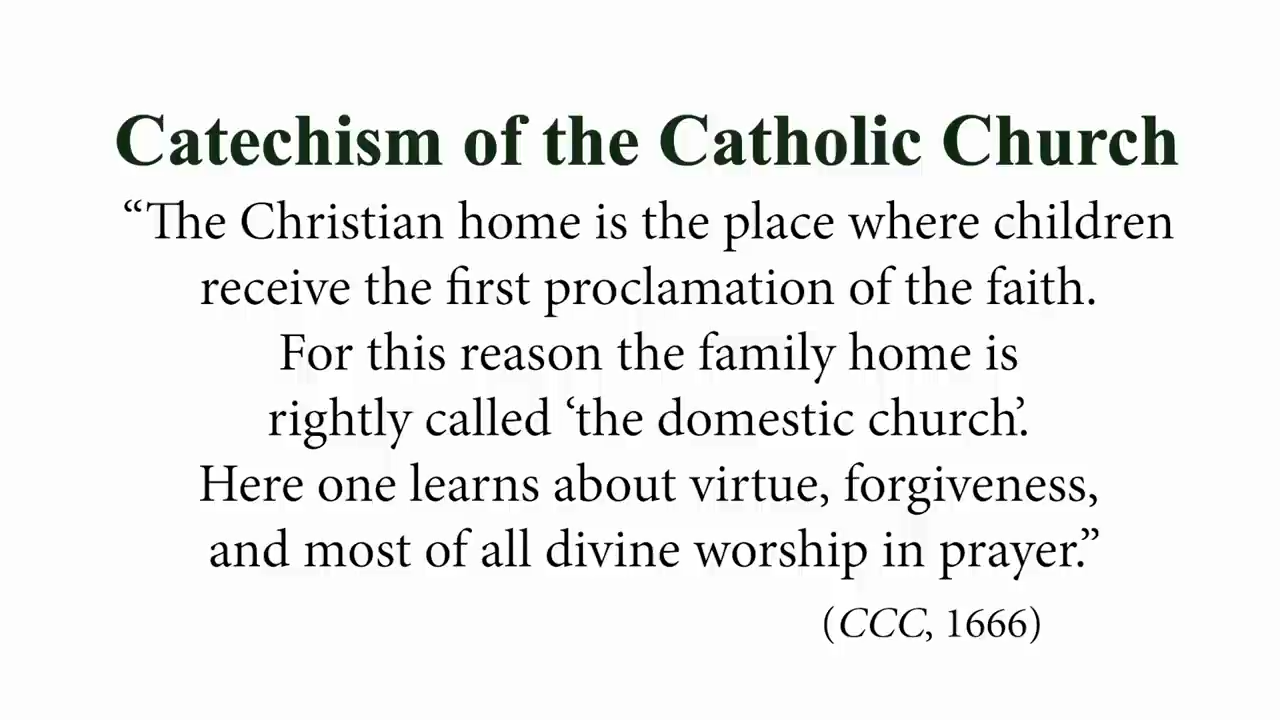 Catechism of the Catholic Church
“The Christian home is the place where children
receive the first proclamation of the faith.
For this reason the family home is
rightly called ‘the domestic church’.
Here one learns about virtue, forgiveness,
and most of all divine worship in prayer.”
(CCC, 1666)